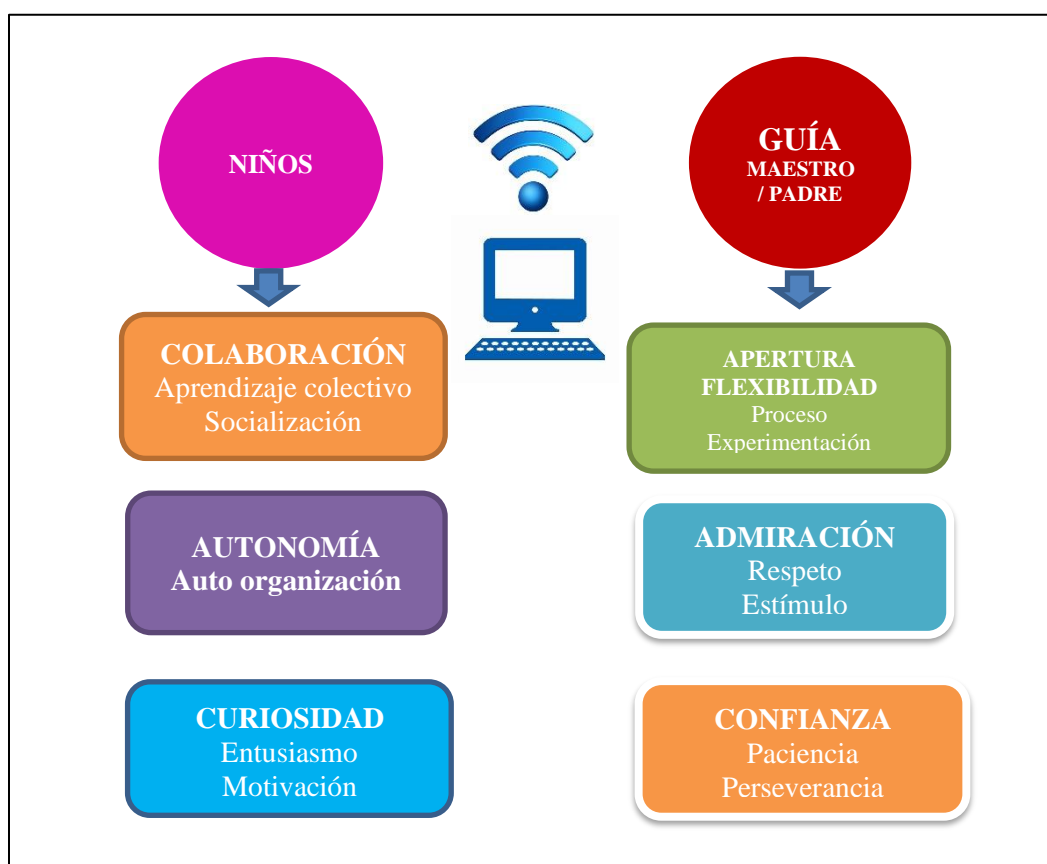 NIÑOS
COLABORACIÓN
Aprendizaje colectivo
Socialización
AUTONOMÍA
Auto organización
CURIOSIDAD
Entusiasmo
Motivación
GUÍA
MAESTRO
/ PADRE
APERTURA
FLEXIBILIDAD
Proceso
Experimentación
ADMIRACIÓN
Respeto
Estímulo
CONFIANZA
Paciencia
Perseverancia